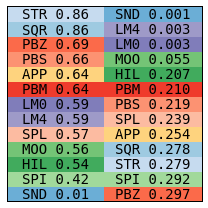 STR 0.86 SND 0.001
SQR 0.86 LM4 0.003
PBZ 0.69 LM0 0.003
PBS 0.66 MOO 0.055
APP 0.64 HIL 0.207
PBM 0.64 PBM 0.210
LM0 0.59 PBS 0.219
LM4 0.59 SPL 0.239
SPL 0.57 APP 0.254
MOO 0.56 SQR 0.278
HIL 0.54 STR 0.279
SPI 0.42 SPI 0.292
SND 0.01 PBZ 0.297